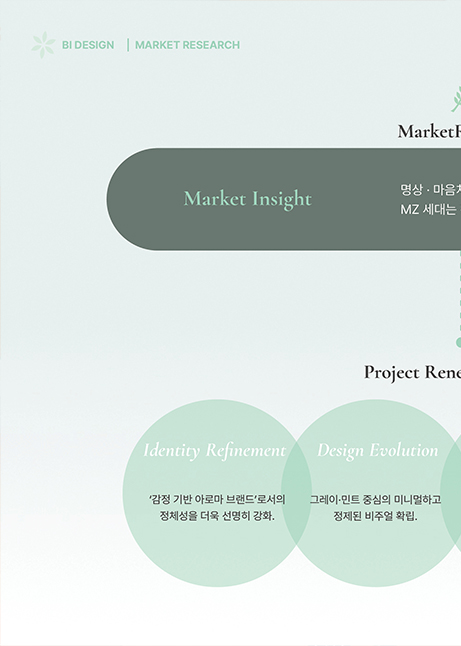 BI DESIGN | MARKET RESEARCH
Market
Market Insight
명상 · 마음
MZ 세대는
Project
Identity Refinement
Design Evolution
‘감정 기반 아로마 브랜드’로서의
정체성을 더욱 선명히 강화.
그레이·민트 중심의 미니멀하고
정제된 비주얼 확립.